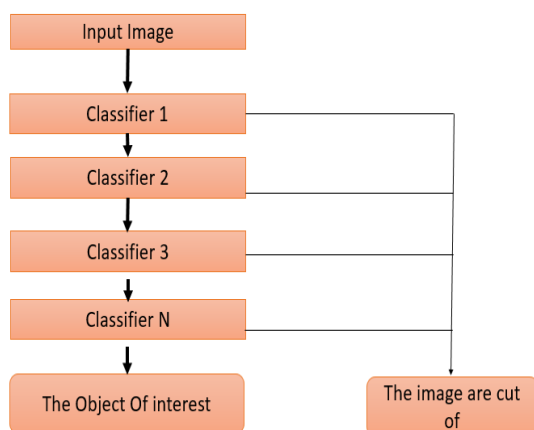 Input Image
Classifier 1
Classifier 2
Classifier 3
Classifier N
The Object Of interest
The image are cut
of